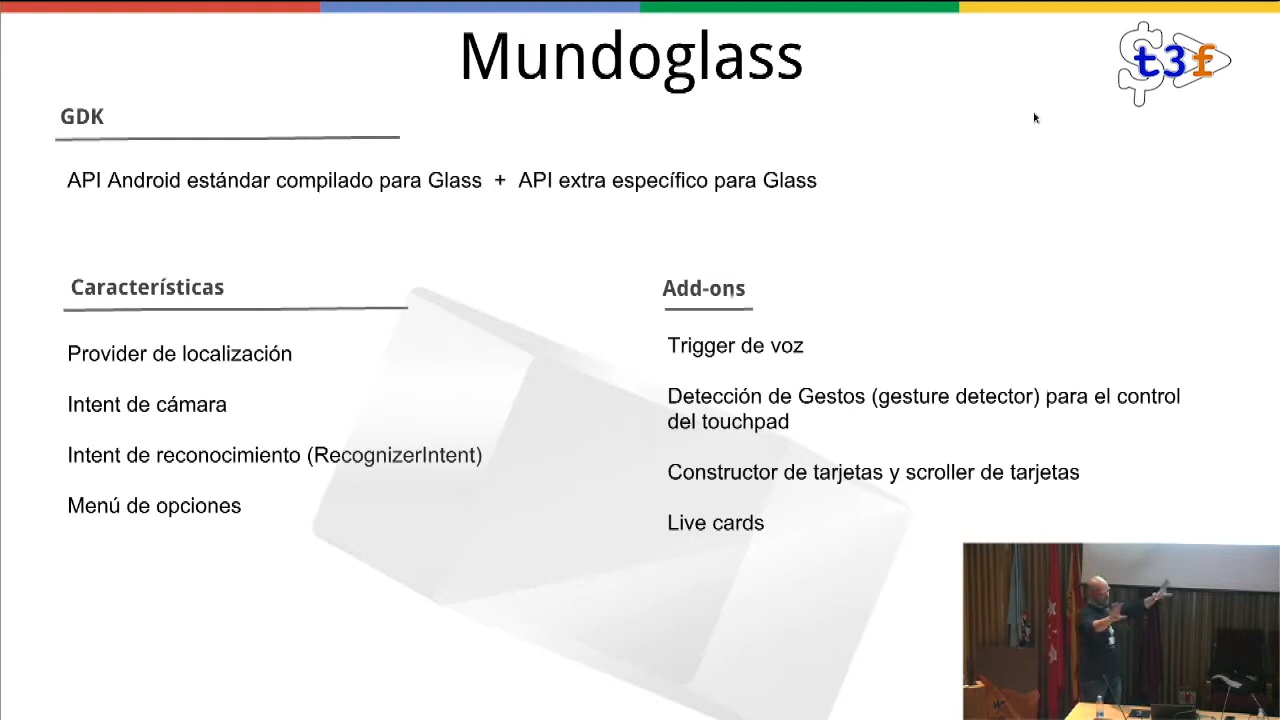 Mundoglass
$t3f
GDK
API Android estándar compilado para Glass + API extra específico para Glass
Características
Provider de localización
Intent de cámara
Intent de reconocimiento (RecognizerIntent)
Menú de opciones
Add-ons
Trigger de voz
Detección de Gestos (gesture detector) para el control
del touchpad
Constructor de tarjetas y scroller de tarjetas
Live cards